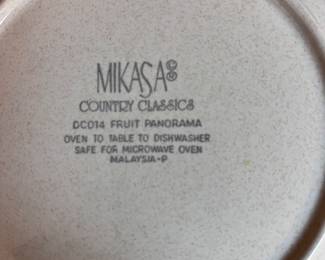 MIKASA©®
COUNTRY CLASSICS
DC014 FRUIT PANORAMA
OVEN TO TABLE TO DISHWASHER
SAFE FOR MICROWAVE OVEN
MALAYSIA-P